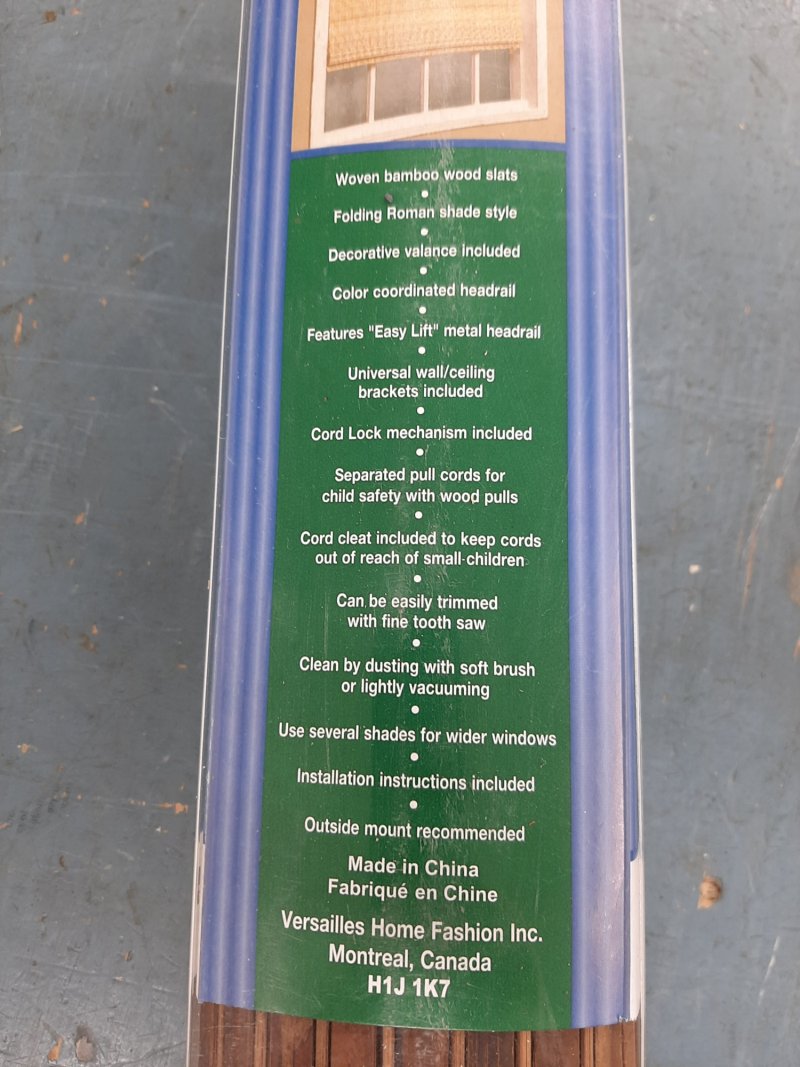 Woven bamboo wood slats
Folding Roman shade style
Decorative valance included
Color coordinated headrail
Features "Easy Lift" metal headrail
Universal wall/ceiling
brackets included
Cord Lock mechanism included
Separated pull cords for
child safety with wood pulls
Cord cleat included to keep cords
out of reach of small children
Can be easily trimmed
with fine tooth saw
Clean by dusting with soft brush
or lightly vacuuming
Use several shades for wider windows
Installation instructions included
Outside mount recommended
Made in China
Fabriqué en Chine
Versailles Home Fashion Inc.
Montreal, Canada
H1J 1K7